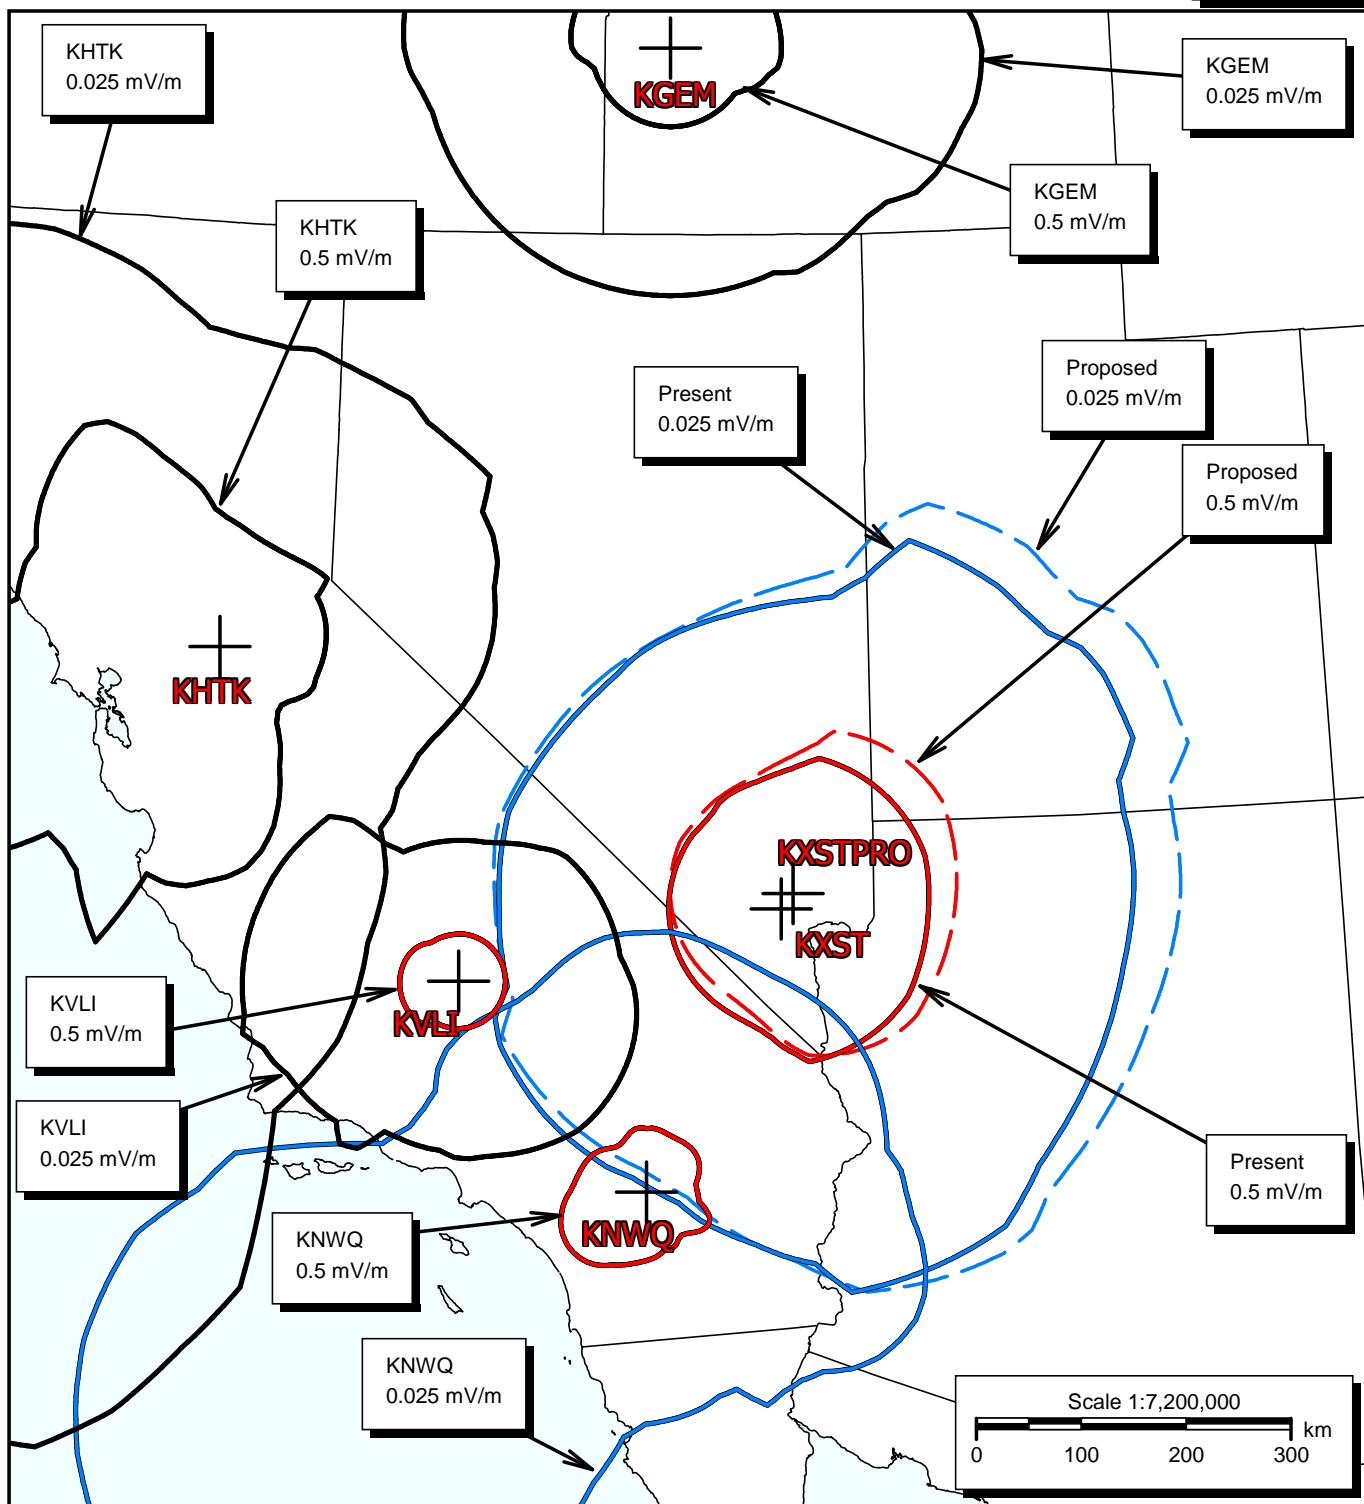 KHTK
0.025 mV/m
KGEM
KGEM
0.025 mV/m
KGEM
0.5 mV/m
KHTK
0.5 mV/m
Present
0.025 mV/m
Proposed
0.025 mV/m
Proposed
0.5 mV/m
KHTK
KXSTPRO
KXST
KVLI
0.5 mV/m
KVLI
KVLI
0.025 mV/m
Present
0.5 mV/m
KNWQ
0.5 mV/m
KNWQ
KNWQ
0.025 mV/m
Scale 1:7,200,000
km
0 100 200 300